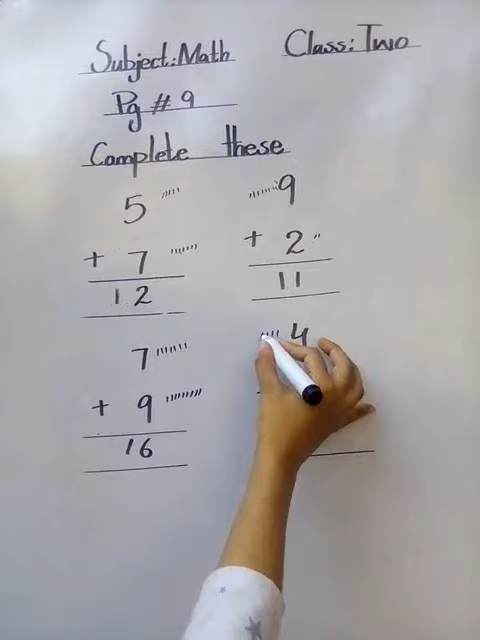 Subject: Math Class: Two
Pg # 9
Complete these
5 9
+ 7 + 2
12 11
7 4
+ 9
16